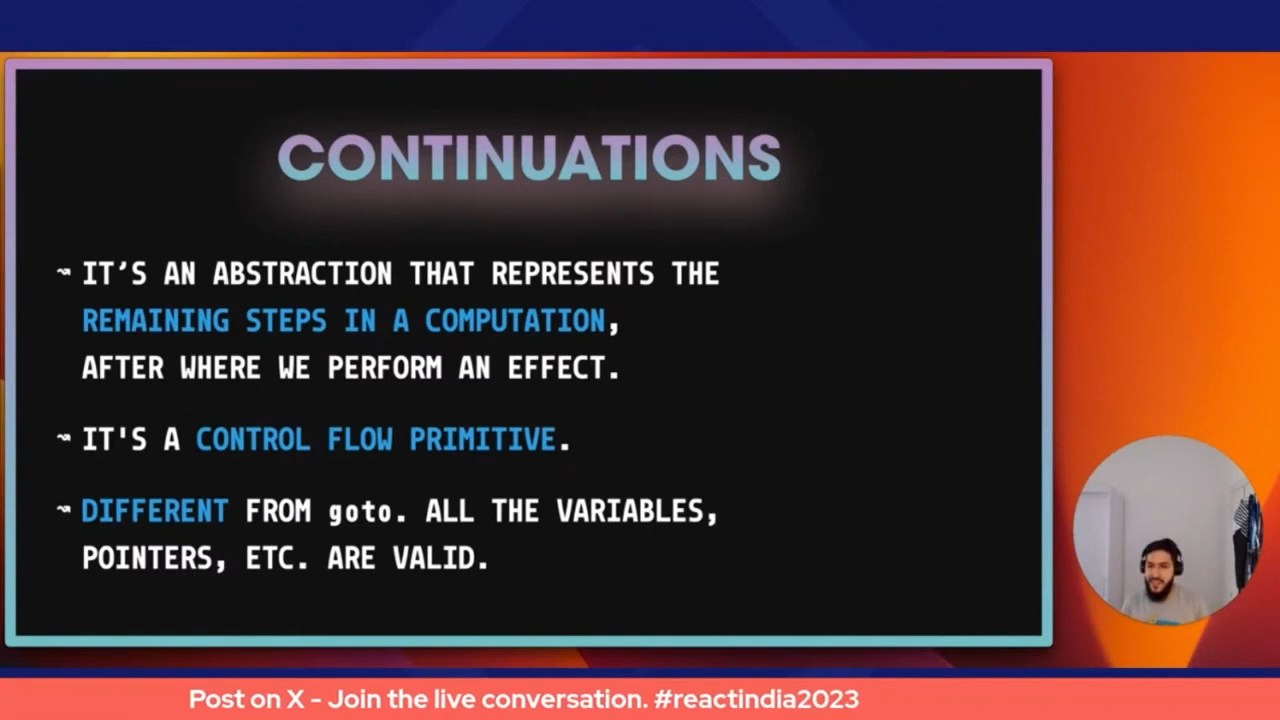 CONTINUATIONS
↝ IT’S AN ABSTRACTION THAT REPRESENTS THE
REMAINING STEPS IN A COMPUTATION,
AFTER WHERE WE PERFORM AN EFFECT.
↝ IT'S A CONTROL FLOW PRIMITIVE.
↝ DIFFERENT FROM goto. ALL THE VARIABLES,
POINTERS, ETC. ARE VALID.
Post on X - Join the live conversation. #reactindia2023